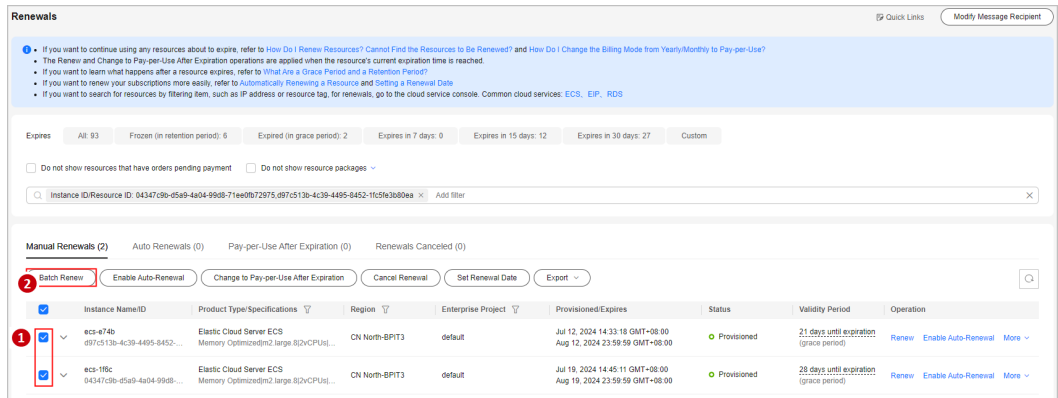 Renewals
Quick Links
Modify Message Recipient
• If you want to continue using any resources about to expire, refer to How Do I Renew Resources? Cannot Find the Resources to Be Renewed? and How Do I Change the Billing Mode from Yearly/Monthly to Pay-per-Use?
• The Renew and Change to Pay-per-Use After Expiration operations are applied when the resource's current expiration time is reached.
• If you want to learn what happens after a resource expires, refer to What Are a Grace Period and a Retention Period?
• If you want to renew your subscriptions more easily, refer to Automatically Renewing a Resource and Setting a Renewal Date
• If you want to search for resources by filtering item, such as IP address or resource tag, for renewals, go to the cloud service console. Common cloud services: ECS、EIP、RDS
Expires All: 93 Frozen (in retention period): 6 Expired (in grace period): 2 Expires in 7 days: 0 Expires in 15 days: 12 Expires in 30 days: 27 Custom
Do not show resources that have orders pending payment Do not show resource packages
Instance ID/Resource ID: 04347c9b-d5a9-4a04-99d8-71ee0fb72975,d97c513b-4c39-4495-8452-1fc5fe3b80ea × Add filter
Manual Renewals (2) Auto Renewals (0) Pay-per-Use After Expiration (0) Renewals Canceled (0)
2 Batch Renew Enable Auto-Renewal Change to Pay-per-Use After Expiration Cancel Renewal Set Renewal Date Export
Instance Name/ID Product Type/Specifications Region Enterprise Project Provisioned/Expires Status Validity Period Operation
1
ecs-e74b Elastic Cloud Server ECS CN North-BPIT3 default Jul 12, 2024 14:33:18 GMT+08:00 Provisioned 21 days until expiration Renew Enable Auto-Renewal More
d97c513b-4c39-4495-8452-... Memory Optimized|m2.large.8|2vCPUs|... Aug 12, 2024 23:59:59 GMT+08:00 (grace period)
ecs-1f6c Elastic Cloud Server ECS CN North-BPIT3 default Jul 19, 2024 14:45:11 GMT+08:00 Provisioned 28 days until expiration Renew Enable Auto-Renewal More
04347c9b-d5a9-4a04-99d8-... Memory Optimized|m2.large.8|2vCPUs|... Aug 19, 2024 23:59:59 GMT+08:00 (grace period)